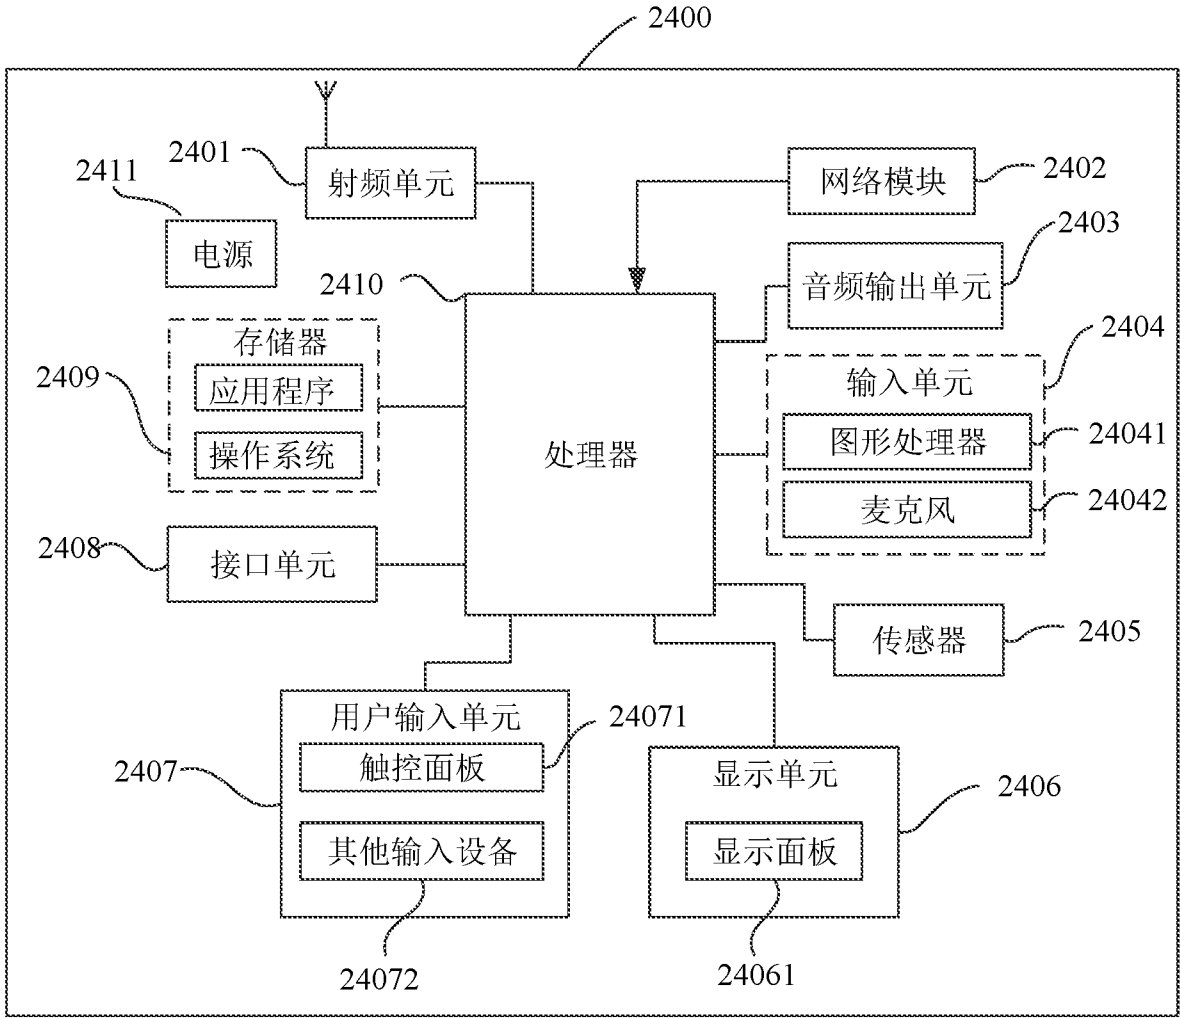 2400
2401
射频单元
网络模块
2402
2411
电源
2403
音频输出单元
2410
存储器
2409
应用程序
操作系统
处理器
2404
输入单元
图形处理器
24041
麦克风
24042
2408
接口单元
传感器
2405
用户输入单元
24071
2407
触控面板
其他输入设备
24072
显示单元
2406
显示面板
24061